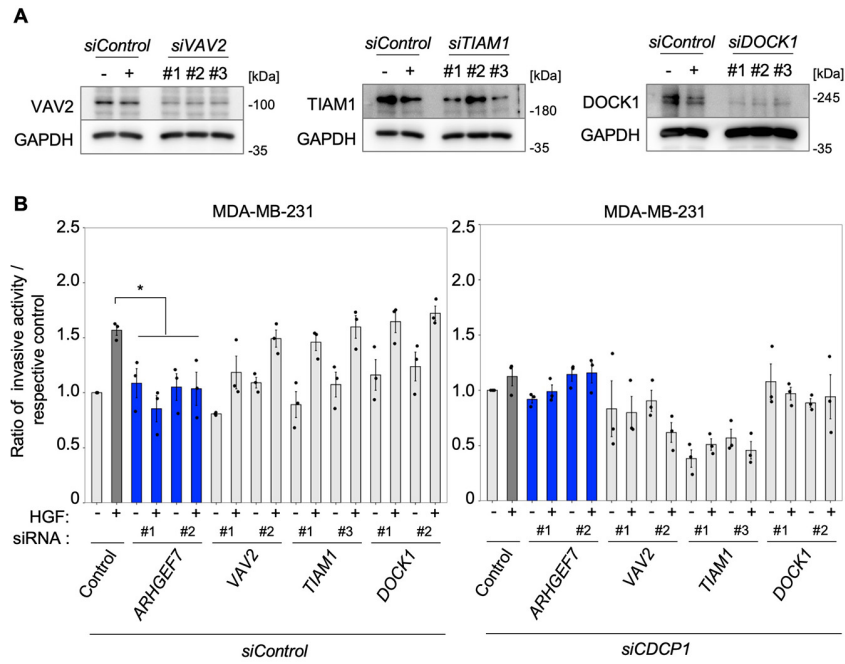 A
siControl siVAV2 siControl siTIAM1 siControl siDOCK1
- + #1 #2 #3 [kDa] - + #1 #2 #3 [kDa] - + #1 #2 #3 [kDa]
VAV2 -100 TIAM1 -180 DOCK1 -245
GAPDH -35 GAPDH -35 GAPDH -35
B
MDA-MB-231 MDA-MB-231
Ratio of invasive activity /
respective control
2.5 2.5
2.0 2.0
*
1.5 1.5
1.0 1.0
0.5 0.5
0 0
HGF: - + - + - + - + - + - + - + - + - + - + - + - + - + - + - + - + - +
siRNA : #1 #2 #1 #2 #1 #3 #1 #2 #1 #2 #1 #2 #1 #3 #1 #2
Control ARHGEF7 VAV2 TIAM1 DOCK1 Control ARHGEF7 VAV2 TIAM1 DOCK1
siControl siCDCP1